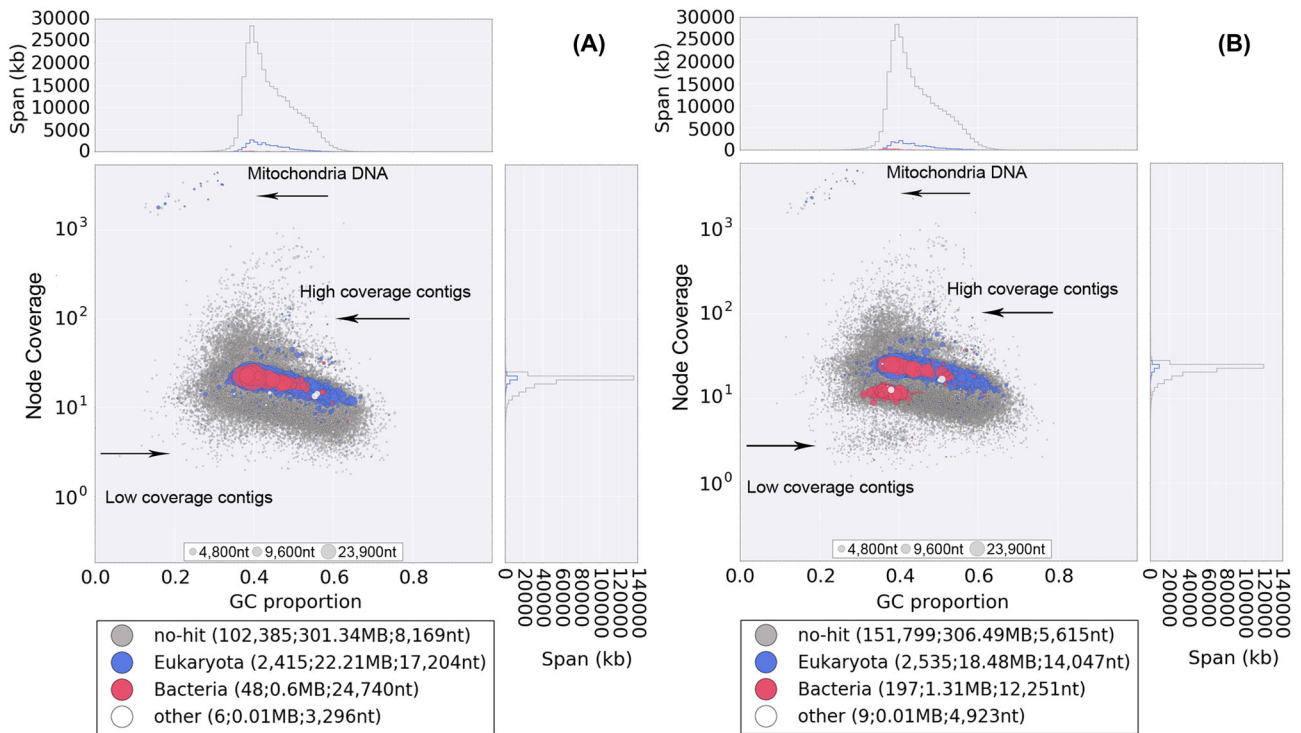 30000
25000
20000
15000
10000
5000
0
Span (kb)
(A)
Mitochondria DNA
10³
High coverage contigs
10²
Node Coverage
10¹
Low coverage contigs
10⁰
4,800nt 9,600nt 23,900nt
0.0 0.2 0.4 0.6 0.8
GC proportion
0 20000 40000 60000 80000 100000 120000 140000
Span (kb)
no-hit (102,385;301.34MB;8,169nt)
Eukaryota (2,415;22.21MB;17,204nt)
Bacteria (48;0.6MB;24,740nt)
other (6;0.01MB;3,296nt)
30000
25000
20000
15000
10000
5000
0
Span (kb)
(B)
Mitochondria DNA
10³
High coverage contigs
10²
Node Coverage
10¹
Low coverage contigs
10⁰
4,800nt 9,600nt 23,900nt
0.0 0.2 0.4 0.6 0.8
GC proportion
0 20000 40000 60000 80000 100000 120000 140000
Span (kb)
no-hit (151,799;306.49MB;5,615nt)
Eukaryota (2,535;18.48MB;14,047nt)
Bacteria (197;1.31MB;12,251nt)
other (9;0.01MB;4,923nt)